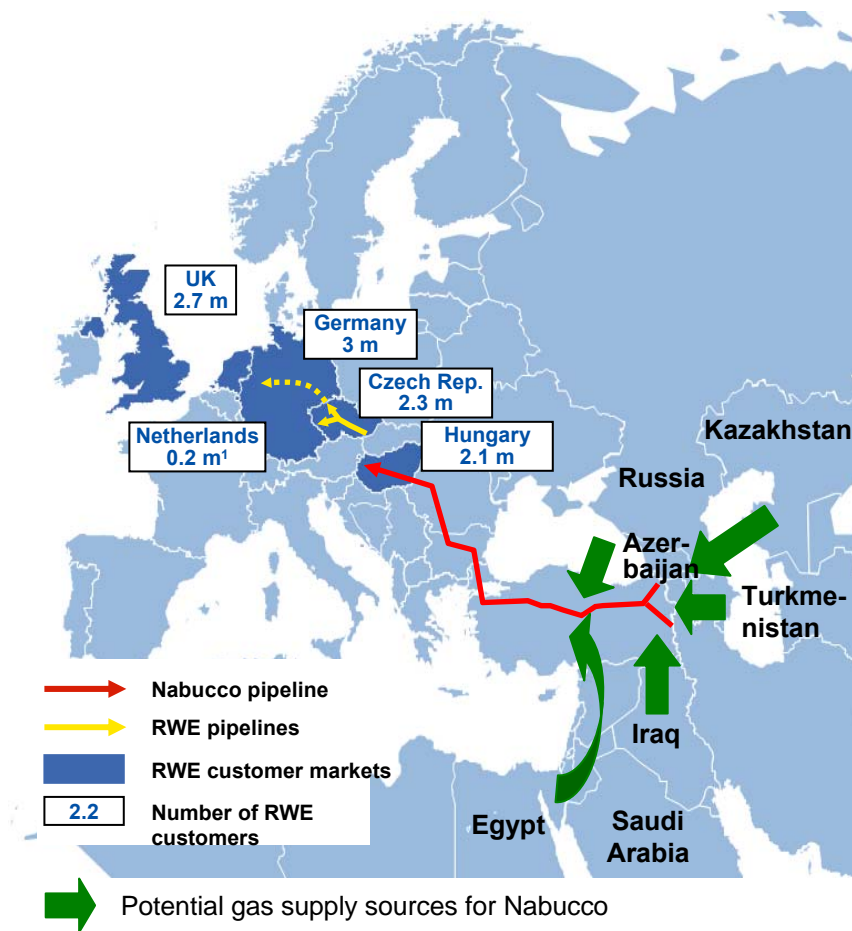 UK
2.7 m
Germany
3 m
Czech Rep.
2.3 m
Netherlands
0.2 m¹
Hungary
2.1 m
Kazakhstan
Russia
Azer-
baijan
Turkme-
nistan
Iraq
Egypt
Saudi
Arabia
Nabucco pipeline
RWE pipelines
RWE customer markets
2.2
Number of RWE
customers
Potential gas supply sources for Nabucco